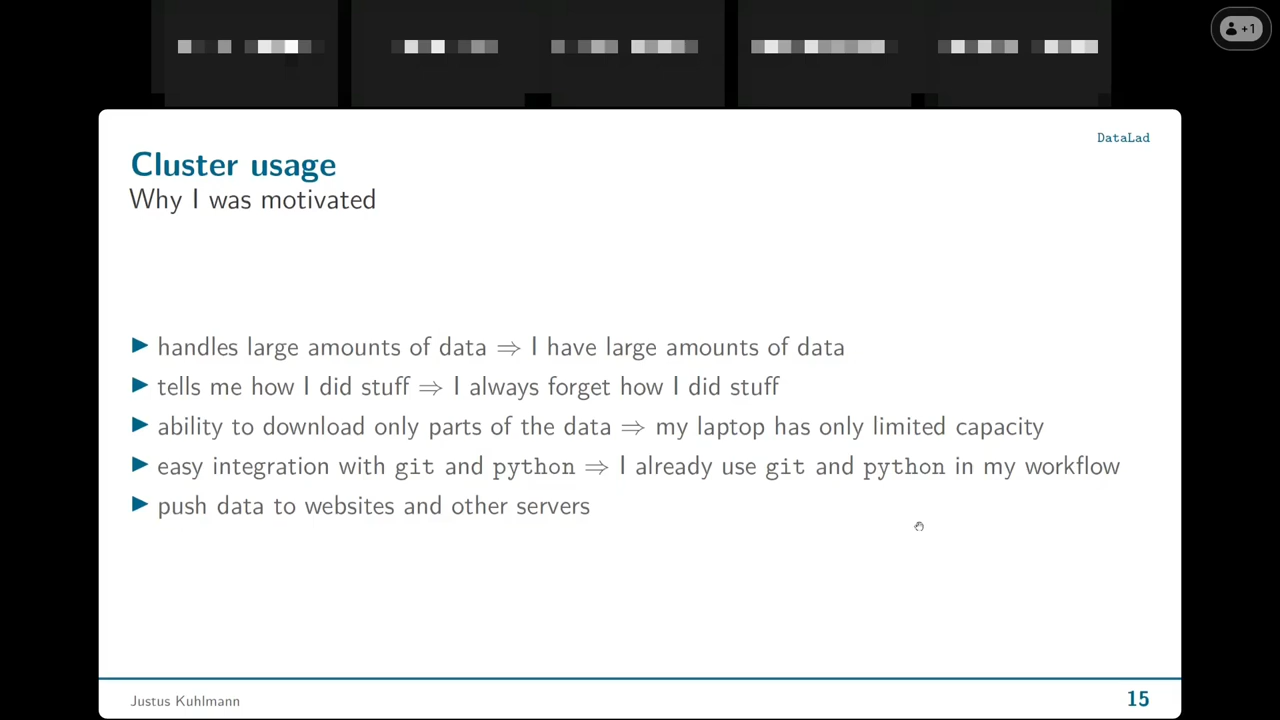 +1
DataLad
Cluster usage
Why I was motivated
▶ handles large amounts of data ⇒ I have large amounts of data
▶ tells me how I did stuff ⇒ I always forget how I did stuff
▶ ability to download only parts of the data ⇒ my laptop has only limited capacity
▶ easy integration with git and python ⇒ I already use git and python in my workflow
▶ push data to websites and other servers
Justus Kuhlmann
15